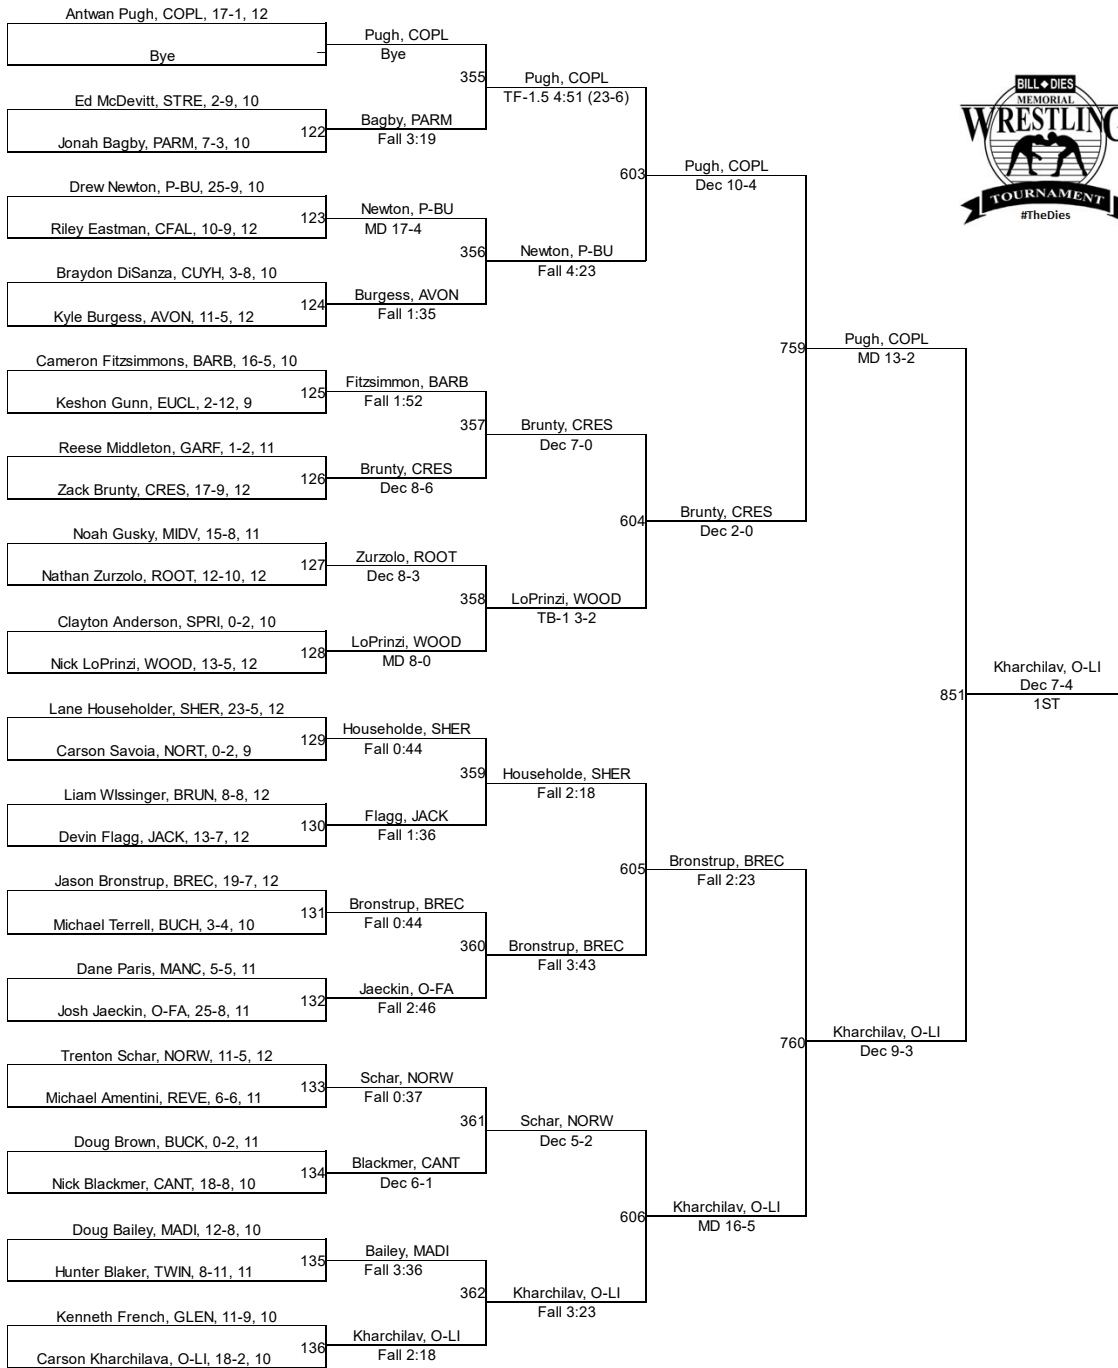 Antwan Pugh, COPL, 17-1, 12
Bye
Pugh, COPL
Bye
355
Pugh, COPL
TF-1.5 4:51 (23-6)
Ed McDevitt, STRE, 2-9, 10
Jonah Bagby, PARM, 7-3, 10
122
Bagby, PARM
Fall 3:19
603
Pugh, COPL
Dec 10-4
Drew Newton, P-BU, 25-9, 10
Riley Eastman, CFAL, 10-9, 12
123
Newton, P-BU
MD 17-4
356
Newton, P-BU
Fall 4:23
Braydon DiSanza, CUYH, 3-8, 10
Kyle Burgess, AVON, 11-5, 12
124
Burgess, AVON
Fall 1:35
759
Pugh, COPL
MD 13-2
Cameron Fitzsimmons, BARB, 16-5, 10
Keshon Gunn, EUCL, 2-12, 9
125
Fitzsimmon, BARB
Fall 1:52
357
Brunty, CRES
Dec 7-0
Reese Middleton, GARF, 1-2, 11
Zack Brunty, CRES, 17-9, 12
126
Brunty, CRES
Dec 8-6
604
Brunty, CRES
Dec 2-0
Noah Gusky, MIDV, 15-8, 11
Nathan Zurzolo, ROOT, 12-10, 12
127
Zurzolo, ROOT
Dec 8-3
358
LoPrinzi, WOOD
TB-1 3-2
Clayton Anderson, SPRI, 0-2, 10
Nick LoPrinzi, WOOD, 13-5, 12
128
LoPrinzi, WOOD
MD 8-0
851
Kharchilav, O-LI
Dec 7-4
1ST
Lane Householder, SHER, 23-5, 12
Carson Savoia, NORT, 0-2, 9
129
Householde, SHER
Fall 0:44
359
Householde, SHER
Fall 2:18
Liam WIssinger, BRUN, 8-8, 12
Devin Flagg, JACK, 13-7, 12
130
Flagg, JACK
Fall 1:36
605
Bronstrup, BREC
Fall 2:23
Jason Bronstrup, BREC, 19-7, 12
Michael Terrell, BUCH, 3-4, 10
131
Bronstrup, BREC
Fall 0:44
360
Bronstrup, BREC
Fall 3:43
Dane Paris, MANC, 5-5, 11
Josh Jaeckin, O-FA, 25-8, 11
132
Jaeckin, O-FA
Fall 2:46
760
Kharchilav, O-LI
Dec 9-3
Trenton Schar, NORW, 11-5, 12
Michael Amentini, REVE, 6-6, 11
133
Schar, NORW
Fall 0:37
361
Schar, NORW
Dec 5-2
Doug Brown, BUCK, 0-2, 11
Nick Blackmer, CANT, 18-8, 10
134
Blackmer, CANT
Dec 6-1
606
Kharchilav, O-LI
MD 16-5
Doug Bailey, MADI, 12-8, 10
Hunter Blaker, TWIN, 8-11, 11
135
Bailey, MADI
Fall 3:36
362
Kharchilav, O-LI
Fall 3:23
Kenneth French, GLEN, 11-9, 10
Carson Kharchilava, O-LI, 18-2, 10
136
Kharchilav, O-LI
Fall 2:18
BILL◆DIES
MEMORIAL
WRESTLING
TOURNAMENT
#TheDies